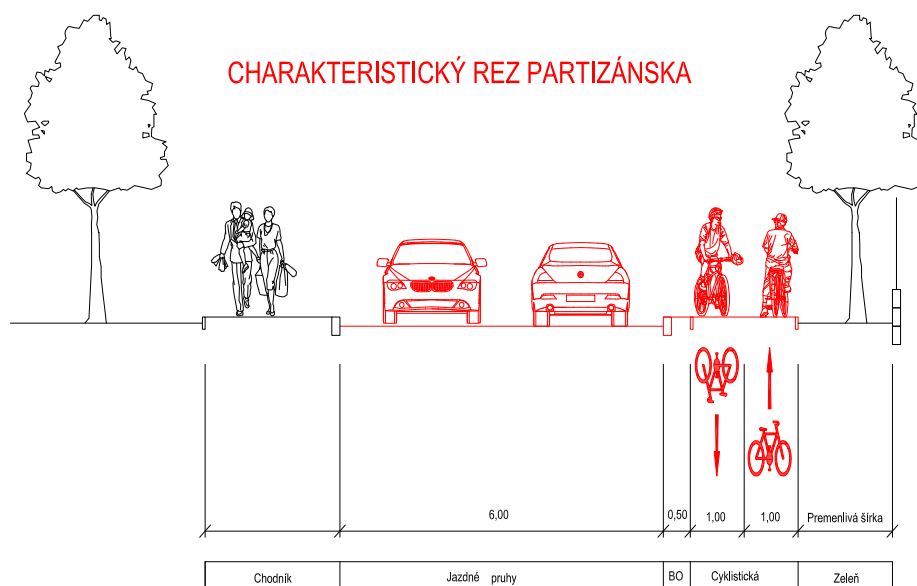 CHARAKTERISTICKÝ REZ PARTIZÁNSKA
6,00
0,50
1,00
1,00
Premenlivá šírka
Chodník
Jazdné pruhy
BO
Cyklistická
Zeleň